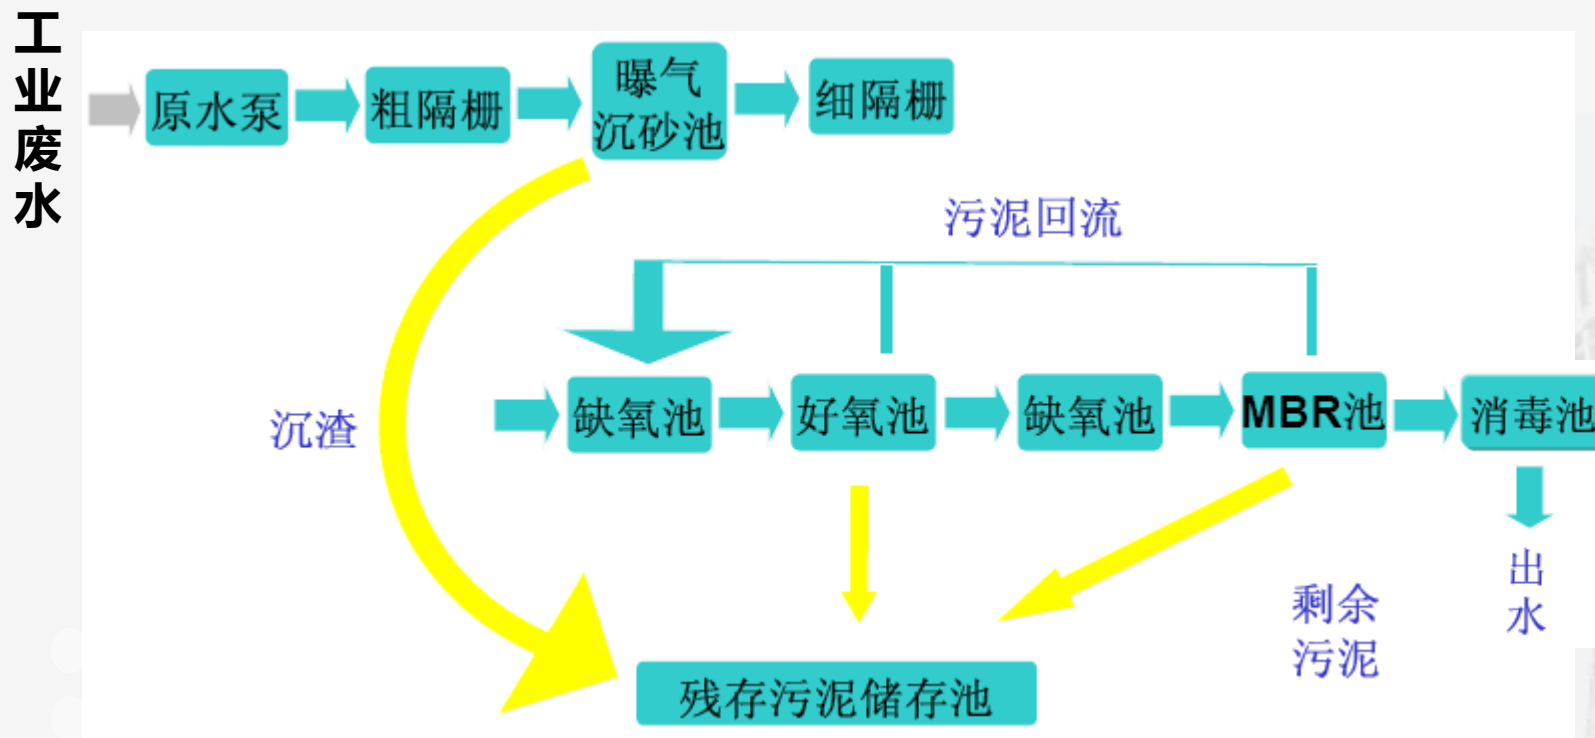 工业废水
原水泵
粗隔栅
曝气
沉砂池
细隔栅
污泥回流
沉渣
缺氧池
好氧池
缺氧池
MBR池
消毒池
出
水
剩余
污泥
残存污泥储存池